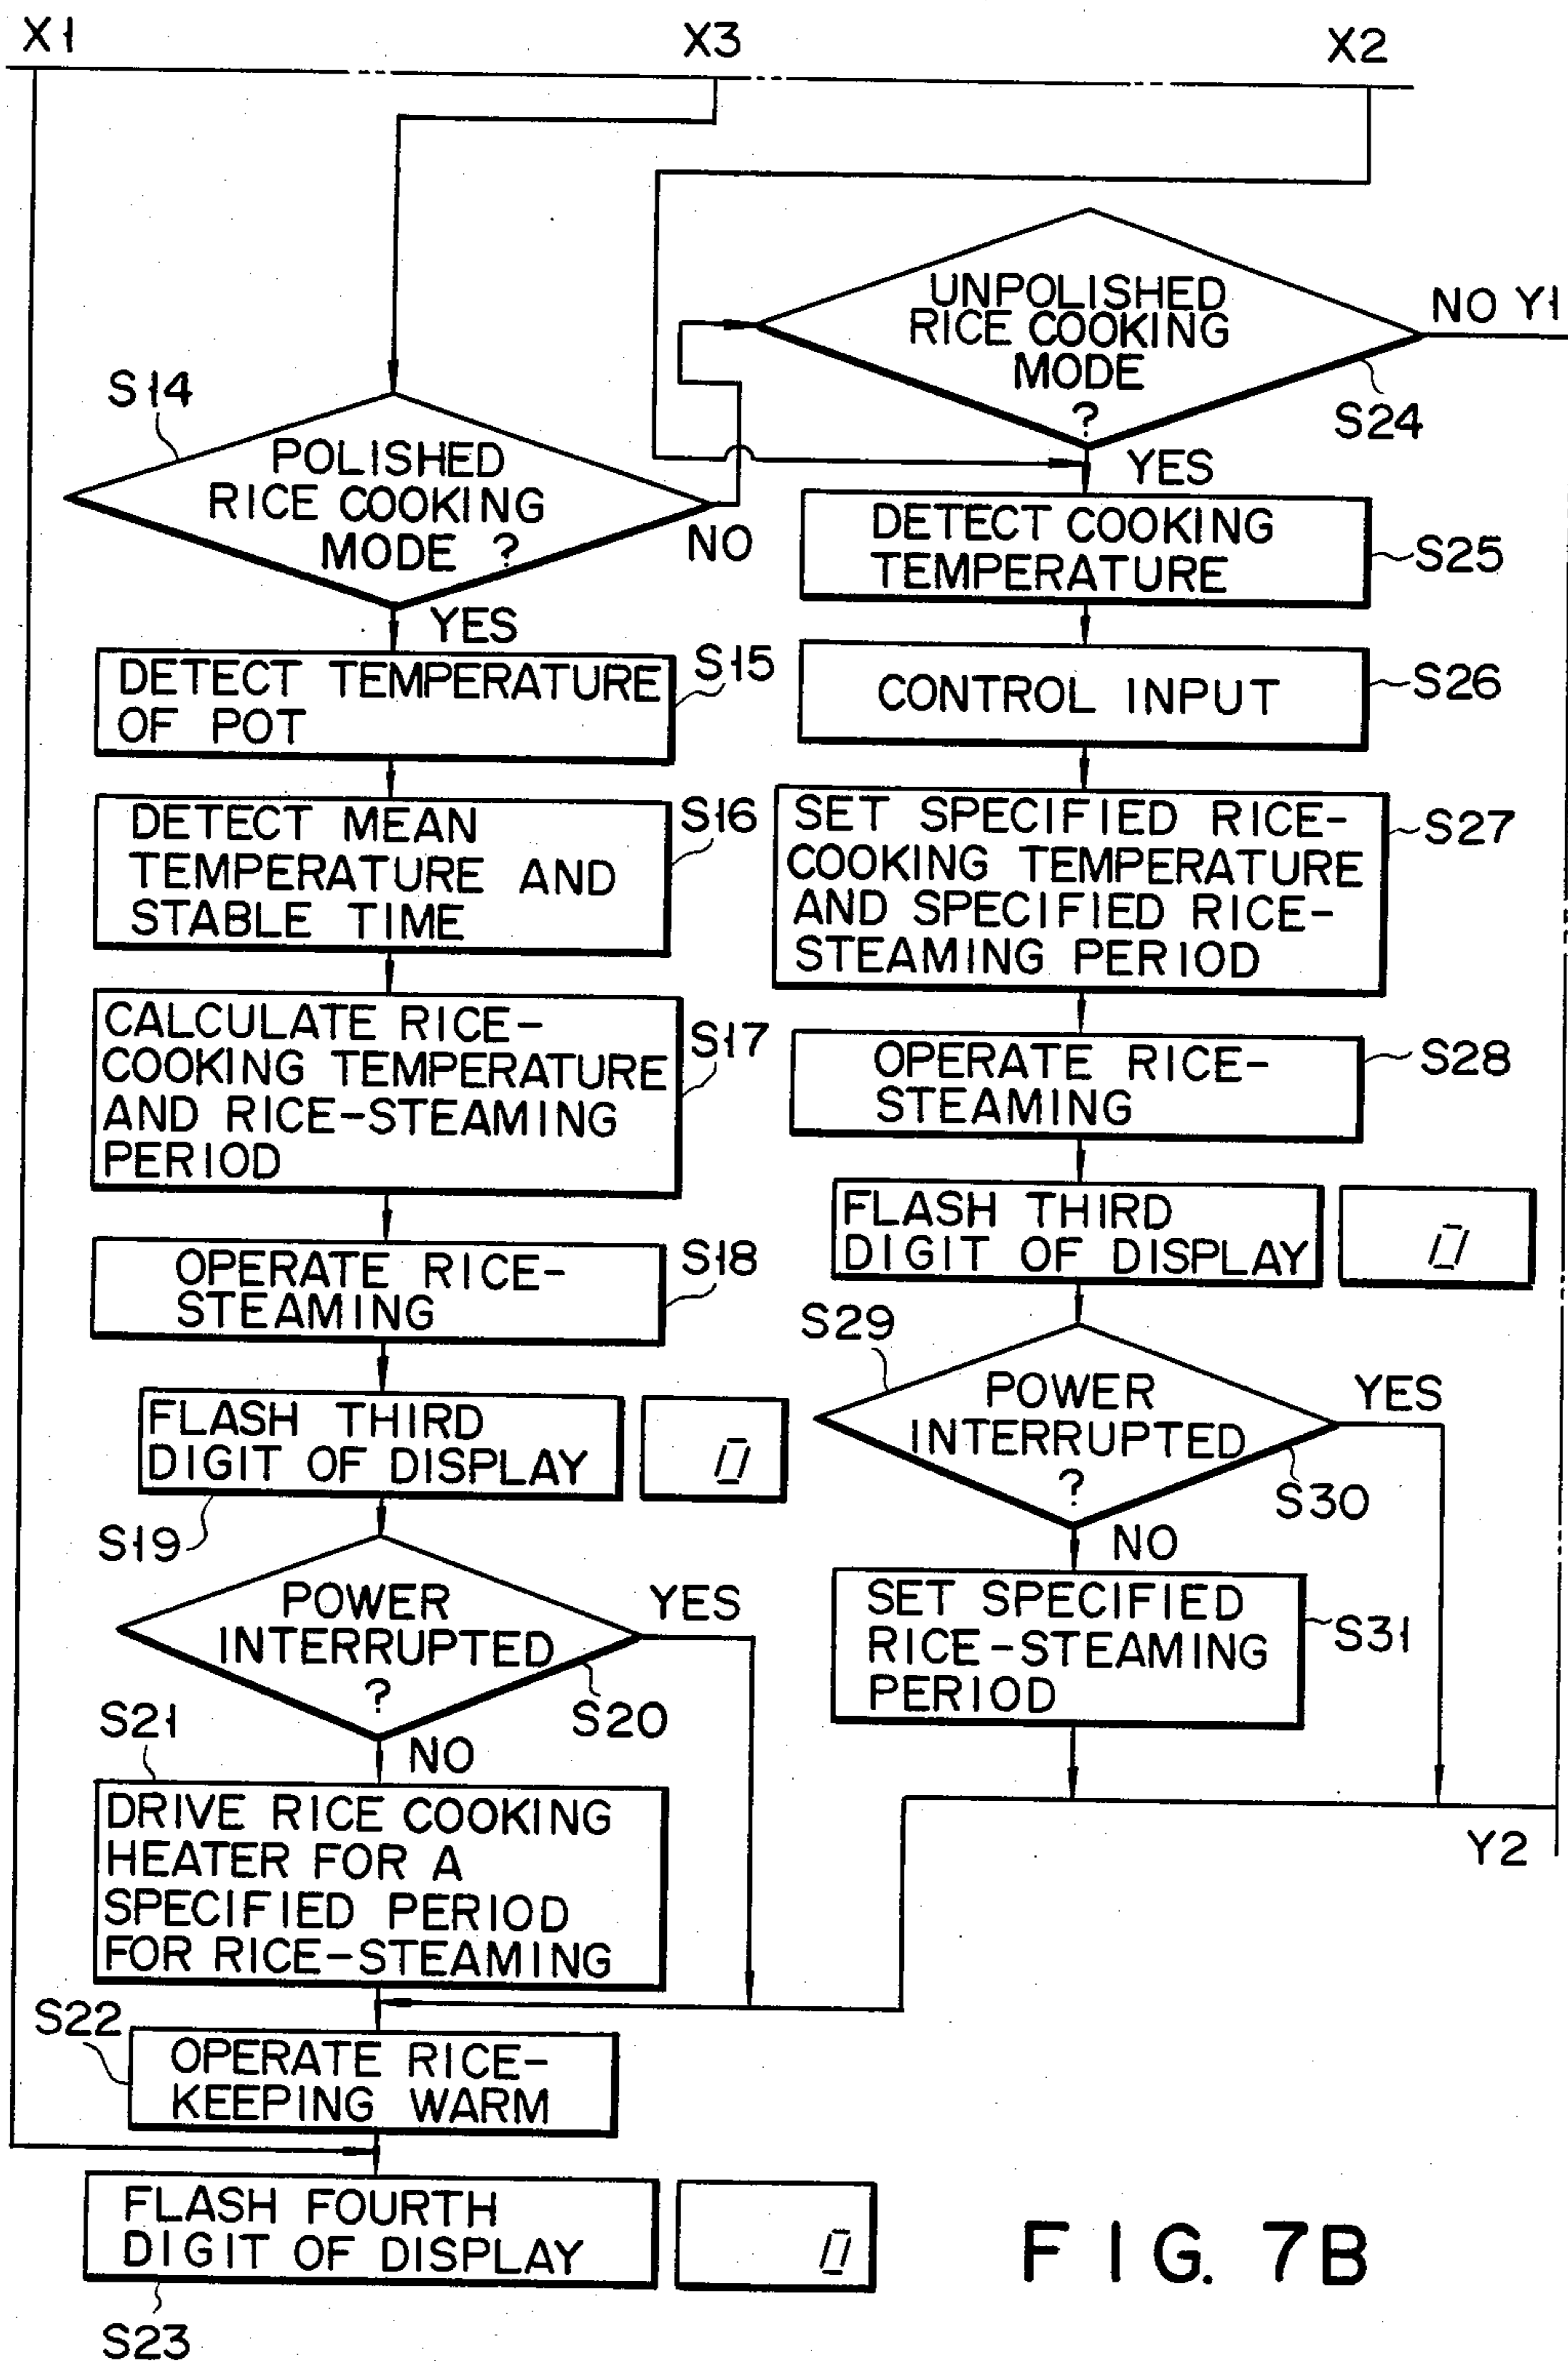 X1
X3
X2
S14
POLISHED
RICE COOKING
MODE ?
NO
YES
DETECT TEMPERATURE
OF POT
S15
DETECT MEAN
TEMPERATURE AND
STABLE TIME
S16
CALCULATE RICE-
COOKING TEMPERATURE
AND RICE-STEAMING
PERIOD
S17
OPERATE RICE-
STEAMING
S18
FLASH THIRD
DIGIT OF DISPLAY
0
S19
POWER
INTERRUPTED
?
YES
S20
S21
NO
DRIVE RICE COOKING
HEATER FOR A
SPECIFIED PERIOD
FOR RICE-STEAMING
S22
OPERATE RICE-
KEEPING WARM
FLASH FOURTH
DIGIT OF DISPLAY
0
S23
UNPOLISHED
RICE COOKING
MODE
?
NO Y1
S24
YES
DETECT COOKING
TEMPERATURE
S25
CONTROL INPUT
S26
SET SPECIFIED RICE-
COOKING TEMPERATURE
AND SPECIFIED RICE-
STEAMING PERIOD
S27
OPERATE RICE-
STEAMING
S28
FLASH THIRD
DIGIT OF DISPLAY
0
S29
POWER
INTERRUPTED
?
YES
S30
NO
SET SPECIFIED
RICE-STEAMING
PERIOD
S31
Y2
FIG. 7B